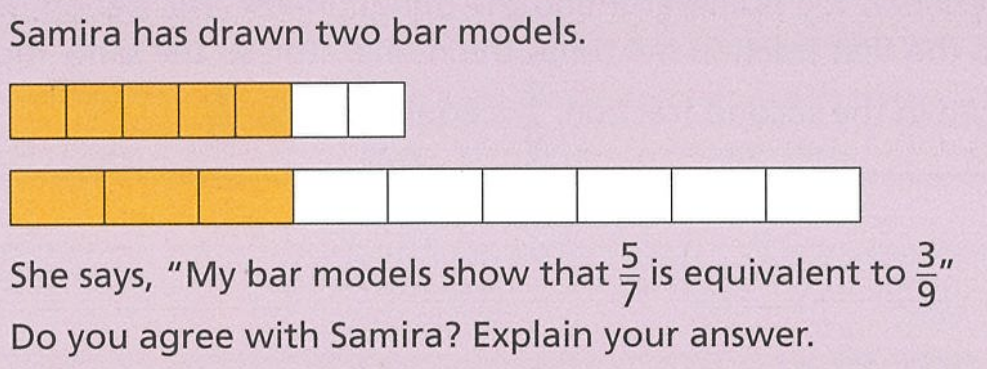 Samira has drawn two bar models.
She says, “My bar models show that 5/7 is equivalent to 3/9”
Do you agree with Samira? Explain your answer.